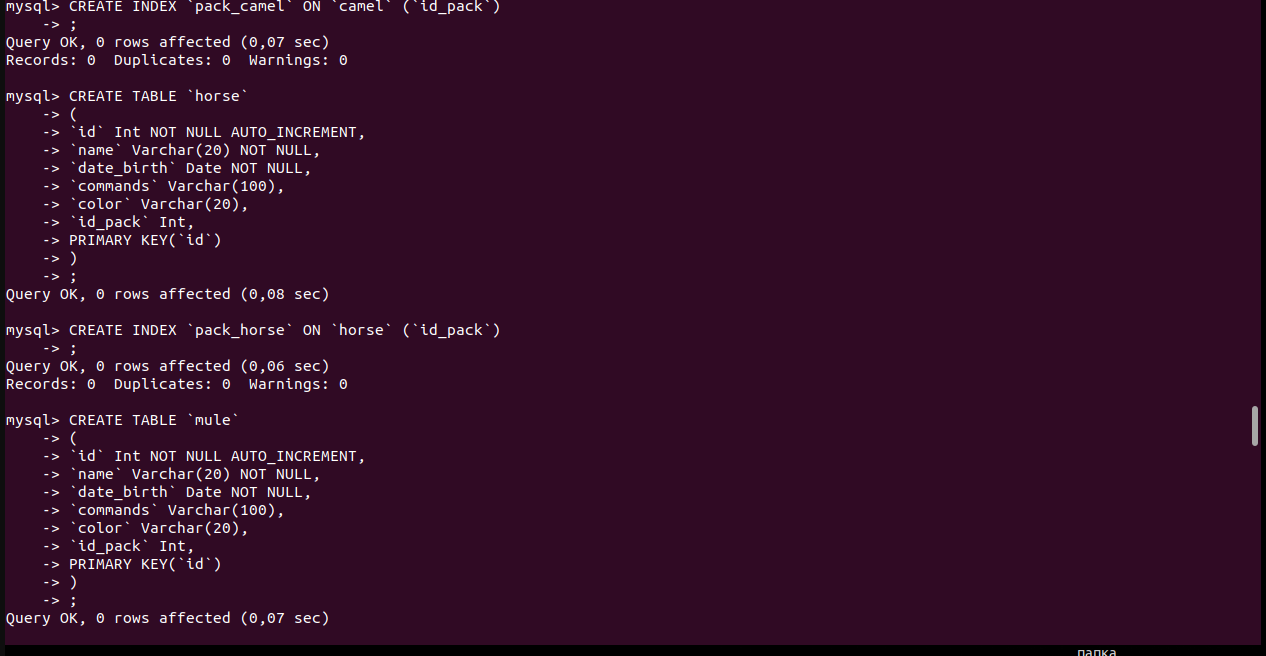 mysql> CREATE INDEX `pack_camel` ON `camel` (`id_pack`)
    -> ;
Query OK, 0 rows affected (0,07 sec)
Records: 0  Duplicates: 0  Warnings: 0

mysql> CREATE TABLE `horse`
    -> (
    -> `id` Int NOT NULL AUTO_INCREMENT,
    -> `name` Varchar(20) NOT NULL,
    -> `date_birth` Date NOT NULL,
    -> `commands` Varchar(100),
    -> `color` Varchar(20),
    -> `id_pack` Int,
    -> PRIMARY KEY(`id`)
    -> )
    -> ;
Query OK, 0 rows affected (0,08 sec)

mysql> CREATE INDEX `pack_horse` ON `horse` (`id_pack`)
    -> ;
Query OK, 0 rows affected (0,06 sec)
Records: 0  Duplicates: 0  Warnings: 0

mysql> CREATE TABLE `mule`
    -> (
    -> `id` Int NOT NULL AUTO_INCREMENT,
    -> `name` Varchar(20) NOT NULL,
    -> `date_birth` Date NOT NULL,
    -> `commands` Varchar(100),
    -> `color` Varchar(20),
    -> `id_pack` Int,
    -> PRIMARY KEY(`id`)
    -> )
    -> ;
Query OK, 0 rows affected (0,07 sec)
папка